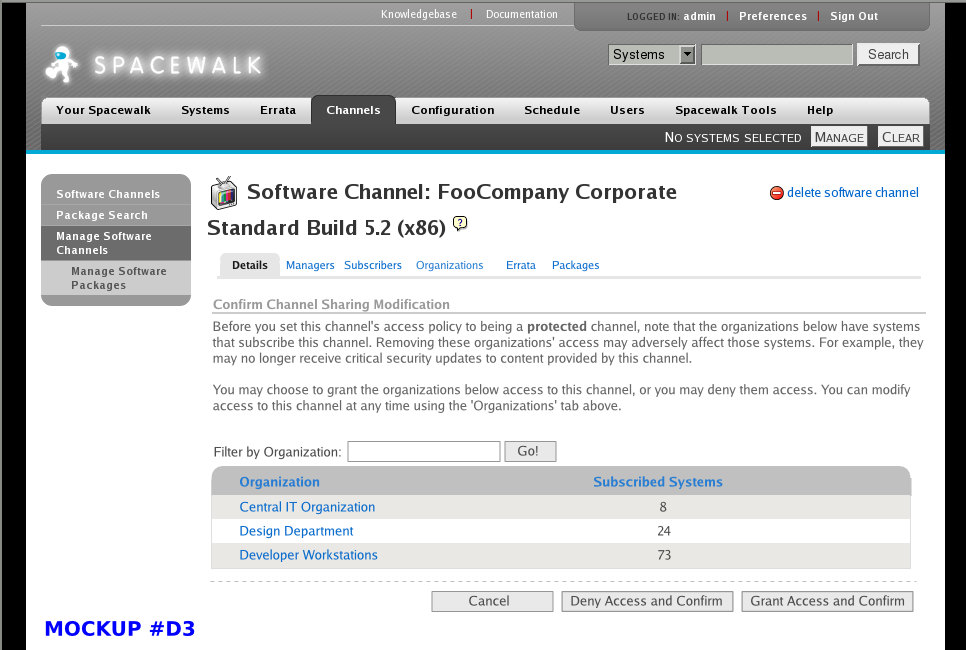 Knowledgebase | Documentation
LOGGED IN: admin | Preferences | Sign Out
SPACEWALK
Systems
Search
Your Spacewalk Systems Errata Channels Configuration Schedule Users Spacewalk Tools Help
NO SYSTEMS SELECTED MANAGE CLEAR
Software Channels
Package Search
Manage Software
Channels
Manage Software
Packages
Software Channel: FooCompany Corporate
Standard Build 5.2 (x86) ?
delete software channel
Details Managers Subscribers Organizations Errata Packages
Confirm Channel Sharing Modification
Before you set this channel's access policy to being a protected channel, note that the organizations below have systems
that subscribe this channel. Removing these organizations' access may adversely affect those systems. For example, they
may no longer receive critical security updates to content provided by this channel.
You may choose to grant the organizations below access to this channel, or you may deny them access. You can modify
access to this channel at any time using the 'Organizations' tab above.
Filter by Organization: Go!
Organization Subscribed Systems
Central IT Organization 8
Design Department 24
Developer Workstations 73
Cancel Deny Access and Confirm Grant Access and Confirm
MOCKUP #D3